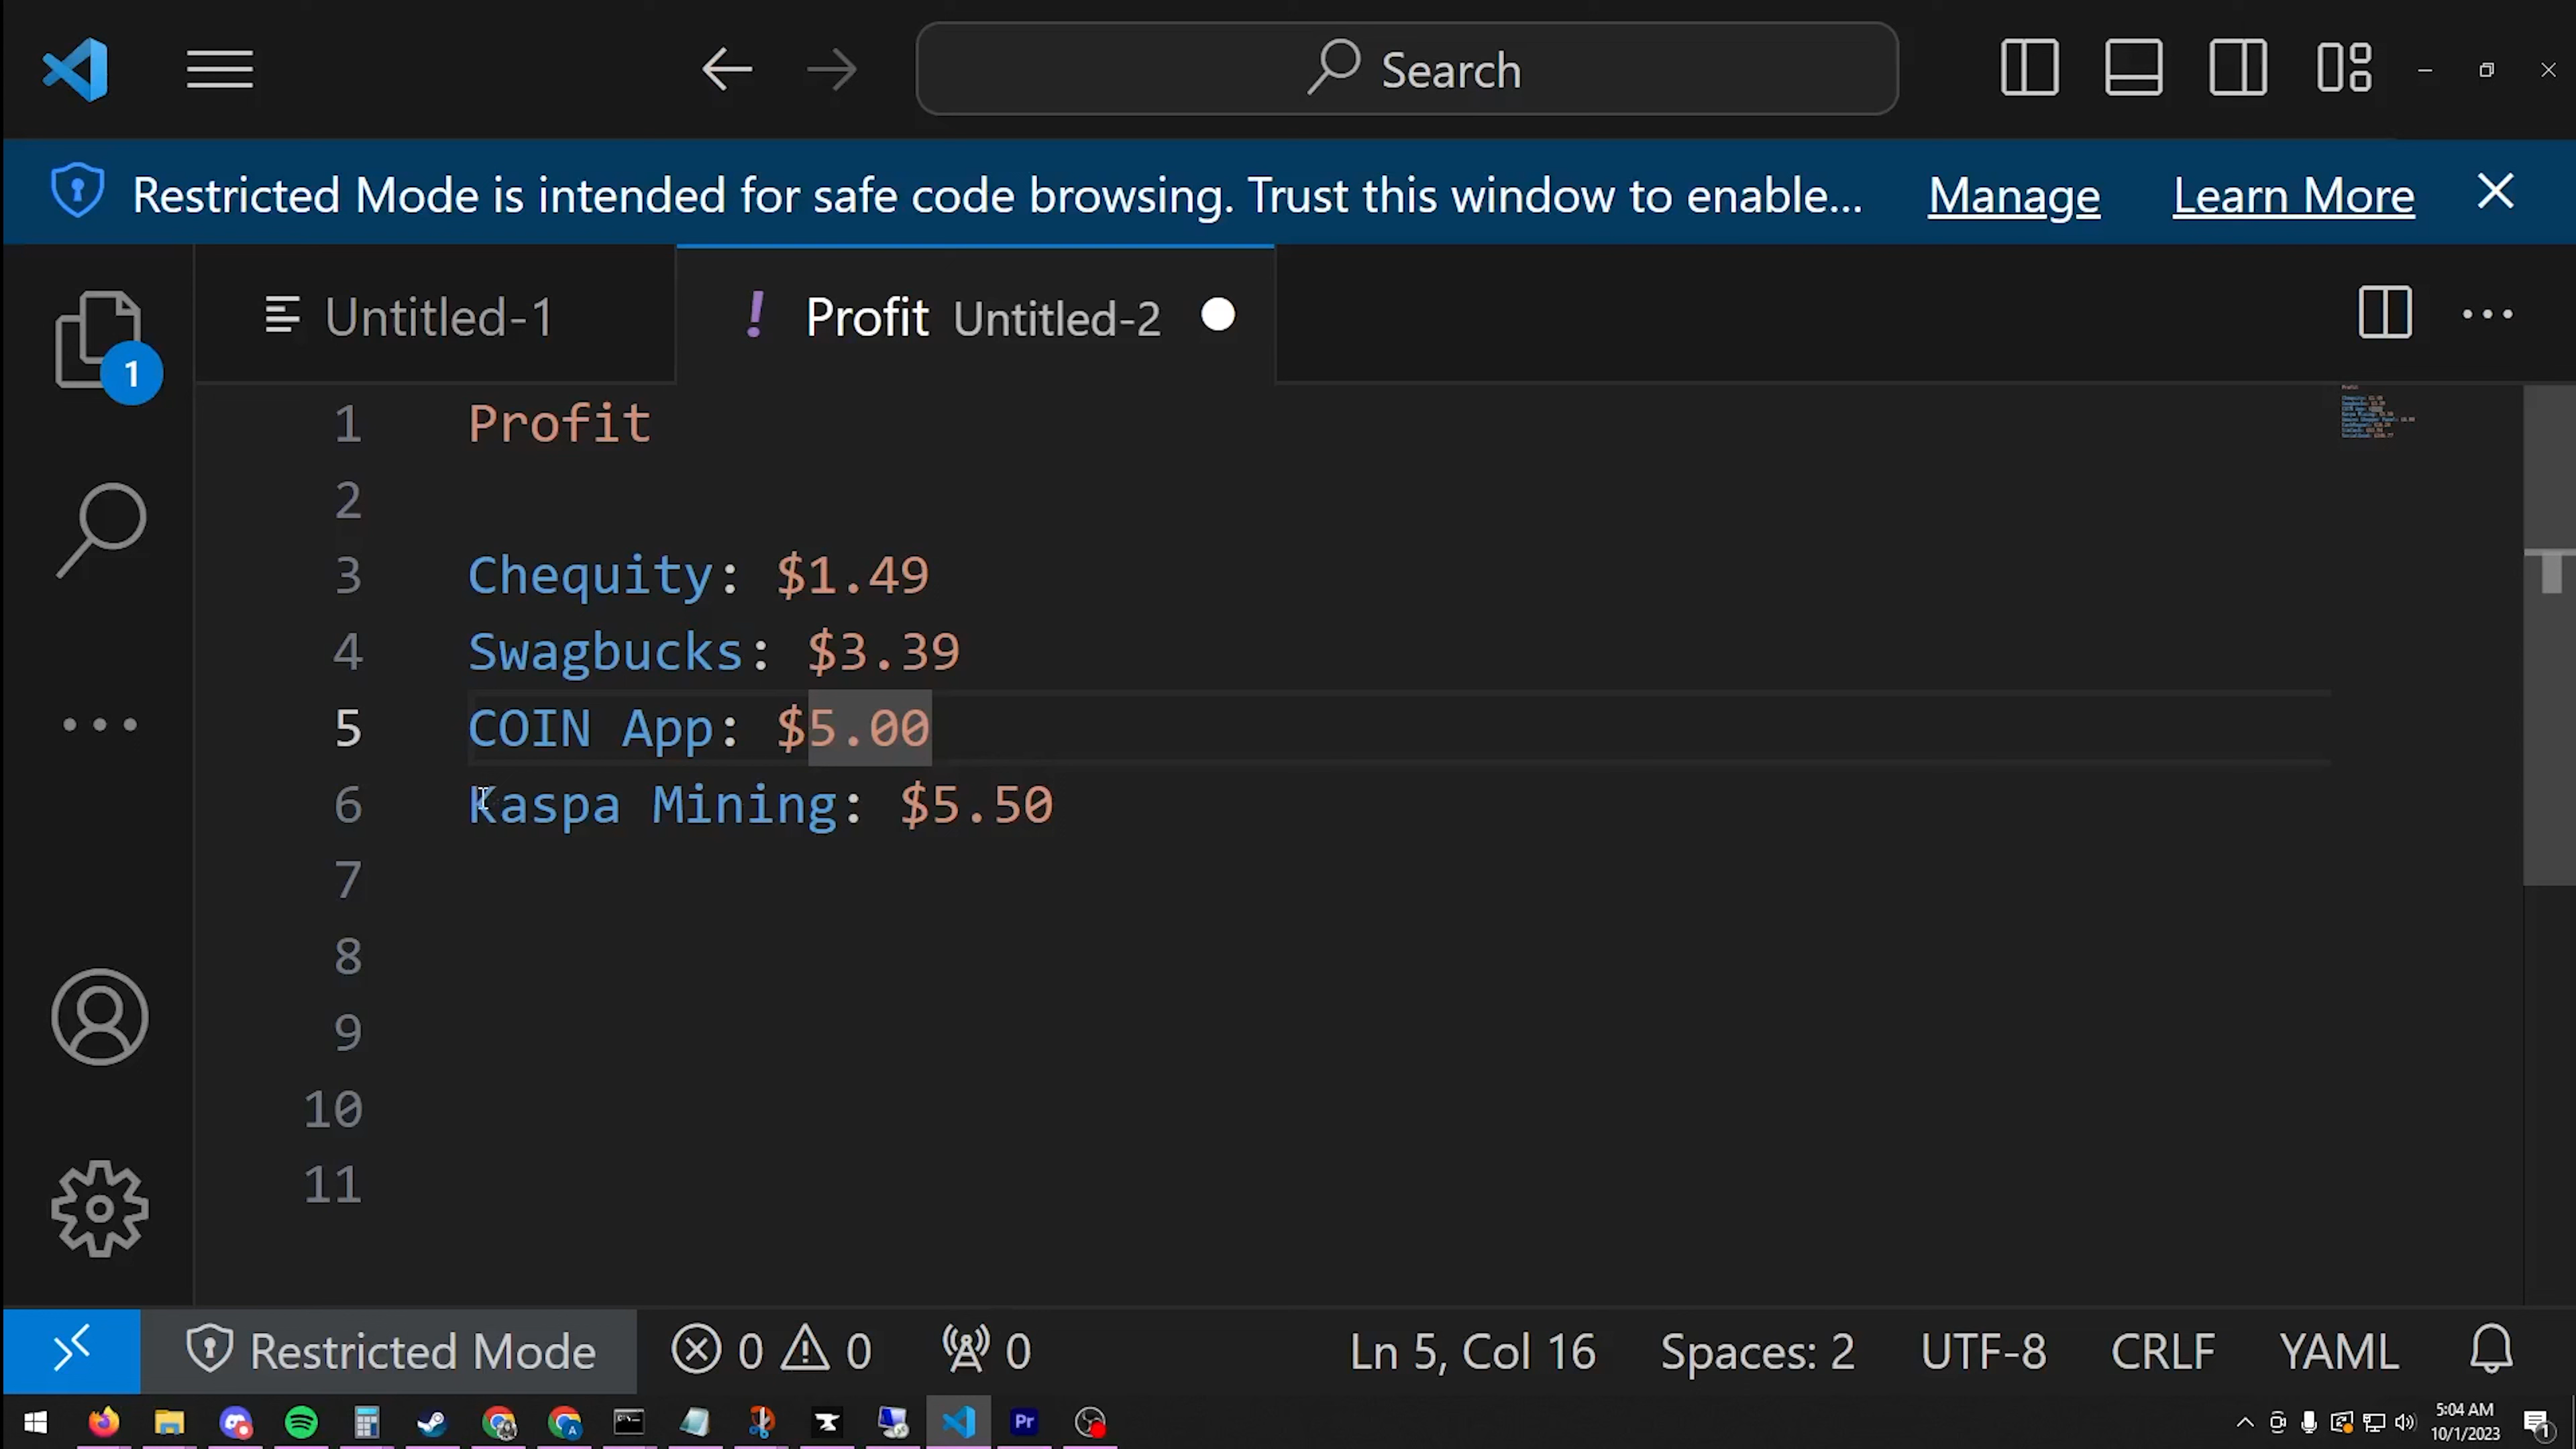 Search
Restricted Mode is intended for safe code browsing. Trust this window to enable... Manage Learn More
1
Untitled-1 Profit Untitled-2
1 Profit
2
3 Chequity: $1.49
4 Swagbucks: $3.39
5 COIN App: $5.00
6 Kaspa Mining: $5.50
7
8
9
10
11
Restricted Mode 0 0 0 Ln 5, Col 16 Spaces: 2 UTF-8 CRLF YAML
Pr
5:04 AM
10/1/2023
1